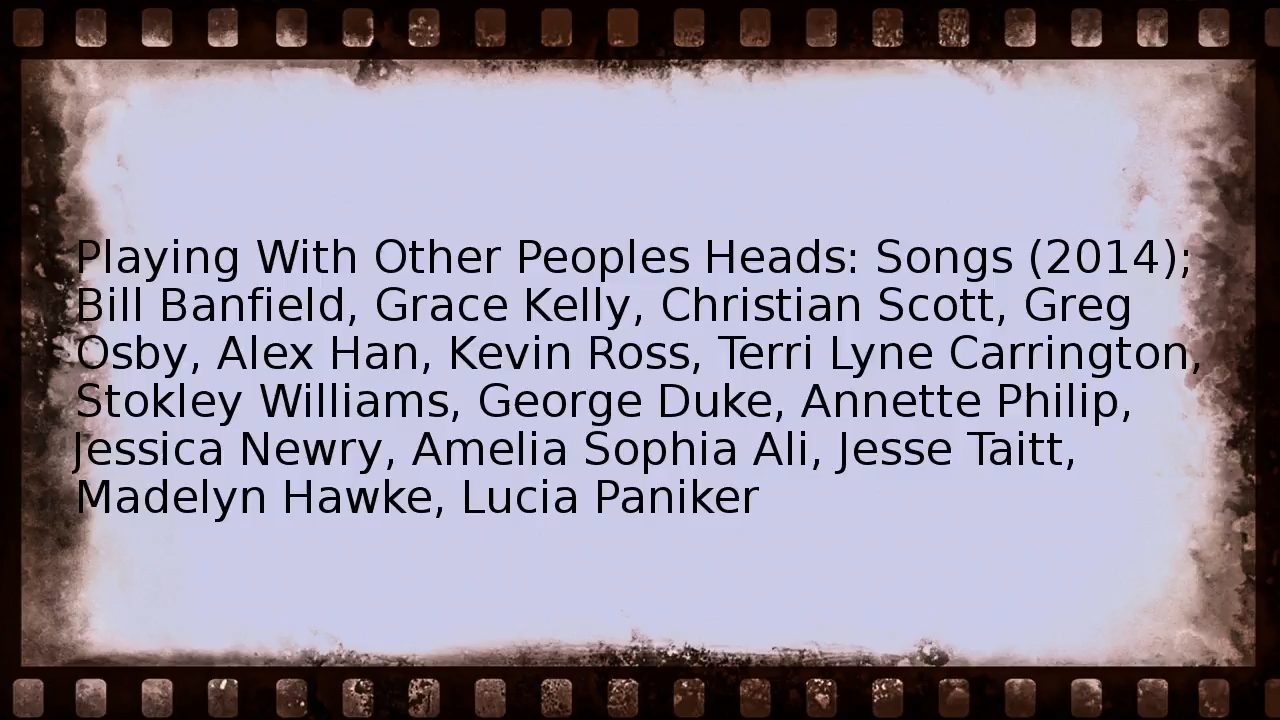 Playing With Other Peoples Heads: Songs (2014);
Bill Banfield, Grace Kelly, Christian Scott, Greg
Osby, Alex Han, Kevin Ross, Terri Lyne Carrington,
Stokley Williams, George Duke, Annette Philip,
Jessica Newry, Amelia Sophia Ali, Jesse Taitt,
Madelyn Hawke, Lucia Paniker